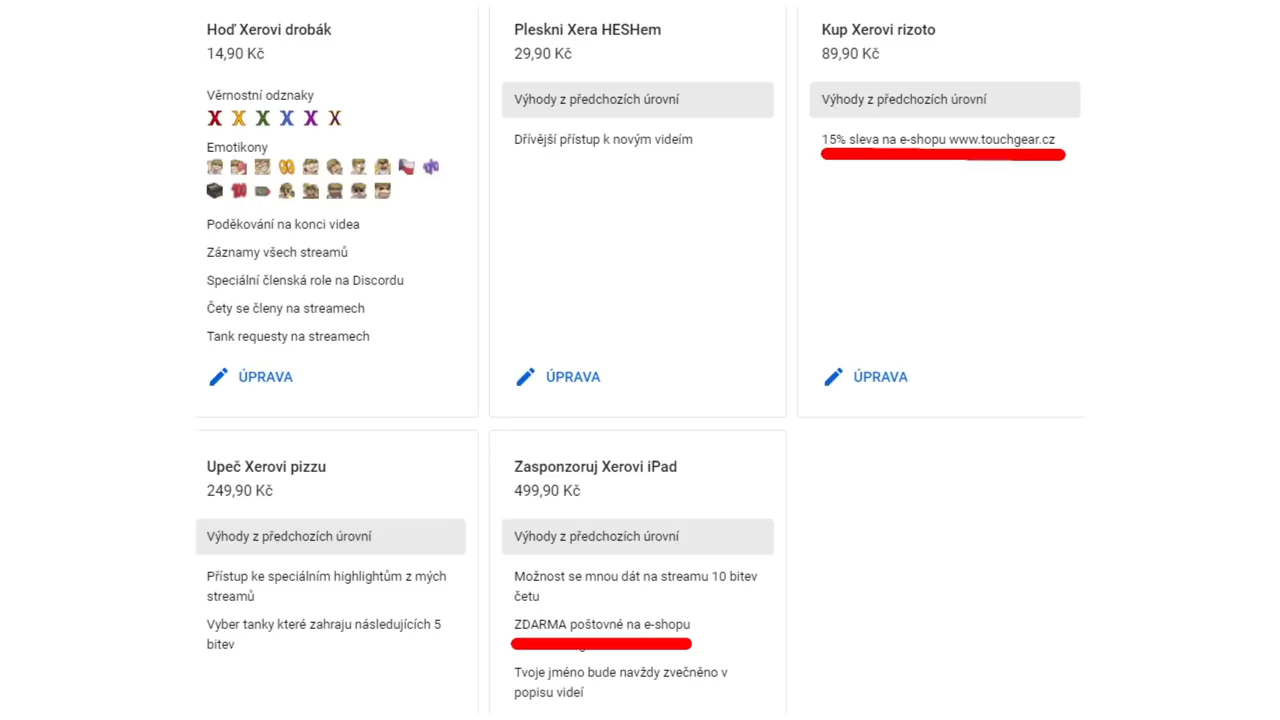 Hoď Xerovi drobák
14,90 Kč
Věrnostní odznaky
X X X X X X
Emotikony
Poděkování na konci videa
Záznamy všech streamů
Speciální členská role na Discordu
Čety se členy na streamech
Tank requesty na streamech
ÚPRAVA
Pleskni Xera HESHem
29,90 Kč
Výhody z předchozích úrovní
Dřívější přístup k novým videím
ÚPRAVA
Kup Xerovi rizoto
89,90 Kč
Výhody z předchozích úrovní
15% sleva na e-shopu www.touchgear.cz
ÚPRAVA
Upeč Xerovi pizzu
249,90 Kč
Výhody z předchozích úrovní
Přístup ke speciálním highlightům z mých
streamů
Vyber tanky které zahraju následujících 5
bitev
Zasponzoruj Xerovi iPad
499,90 Kč
Výhody z předchozích úrovní
Možnost se mnou dát na streamu 10 bitev
četu
ZDARMA poštovné na e-shopu
Tvoje jméno bude navždy zvečněno v
popisu videí